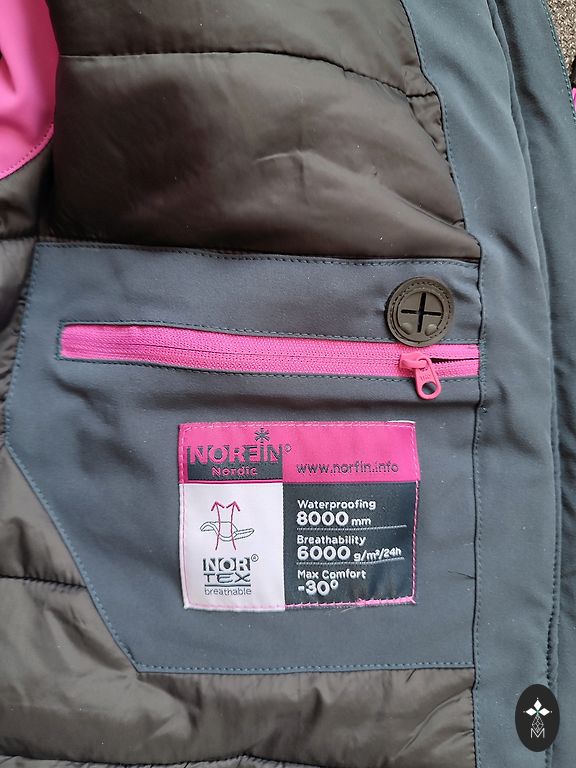 NORFIN®
Nordic
www.norfin.info
Waterproofing
8000 mm
Breathability
6000 g/m²/24h
Max Comfort
-30°
NOR®
TEX
breathable
M